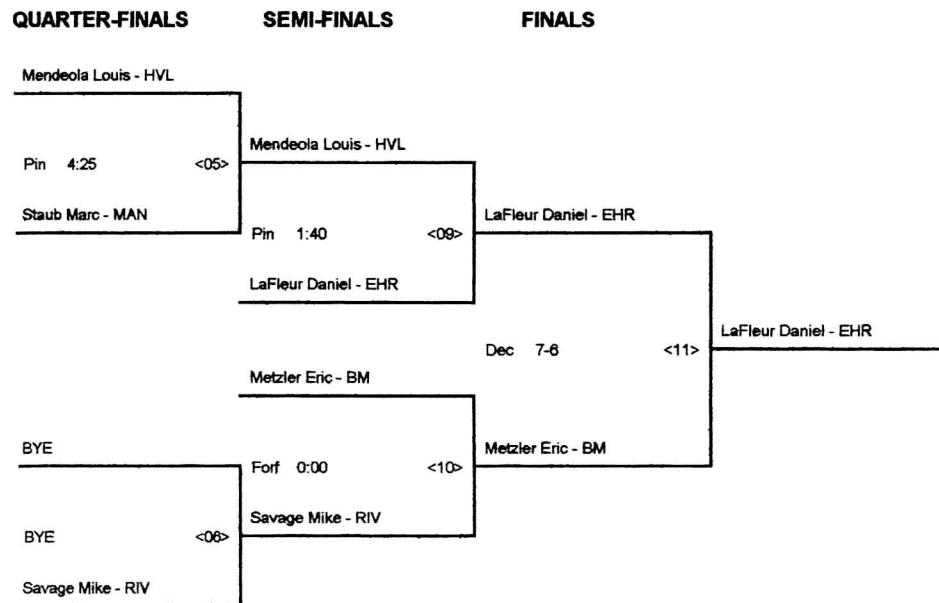 QUARTER-FINALS SEMI-FINALS FINALS
Mendeola Louis - HVL
Mendeola Louis - HVL
Pin 4:25 <05>
Staub Marc - MAN
LaFleur Daniel - EHR
Pin 1:40 <09>
LaFleur Daniel - EHR
LaFleur Daniel - EHR
Dec 7-6 <11>
Metzler Eric - BM
BYE
Metzler Eric - BM
Forf 0:00 <10>
Savage Mike - RIV
BYE <06>
Savage Mike - RIV